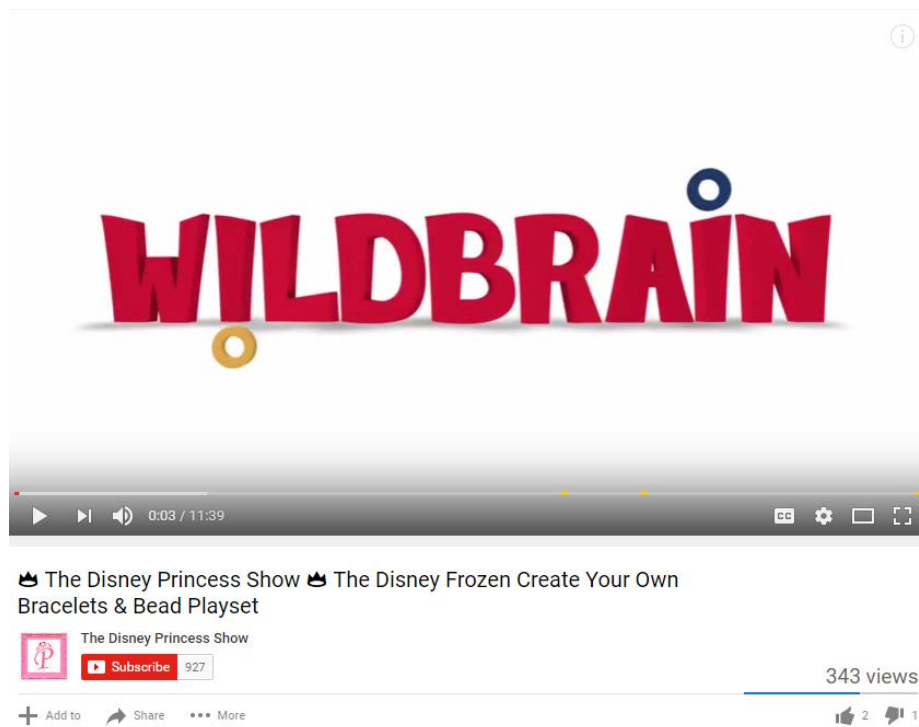 WILDBRAIN
0:03 / 11:39
CC
The Disney Princess Show The Disney Frozen Create Your Own
Bracelets & Bead Playset
The Disney Princess Show
P
Subscribe 927
343 views
Add to Share More 2 1